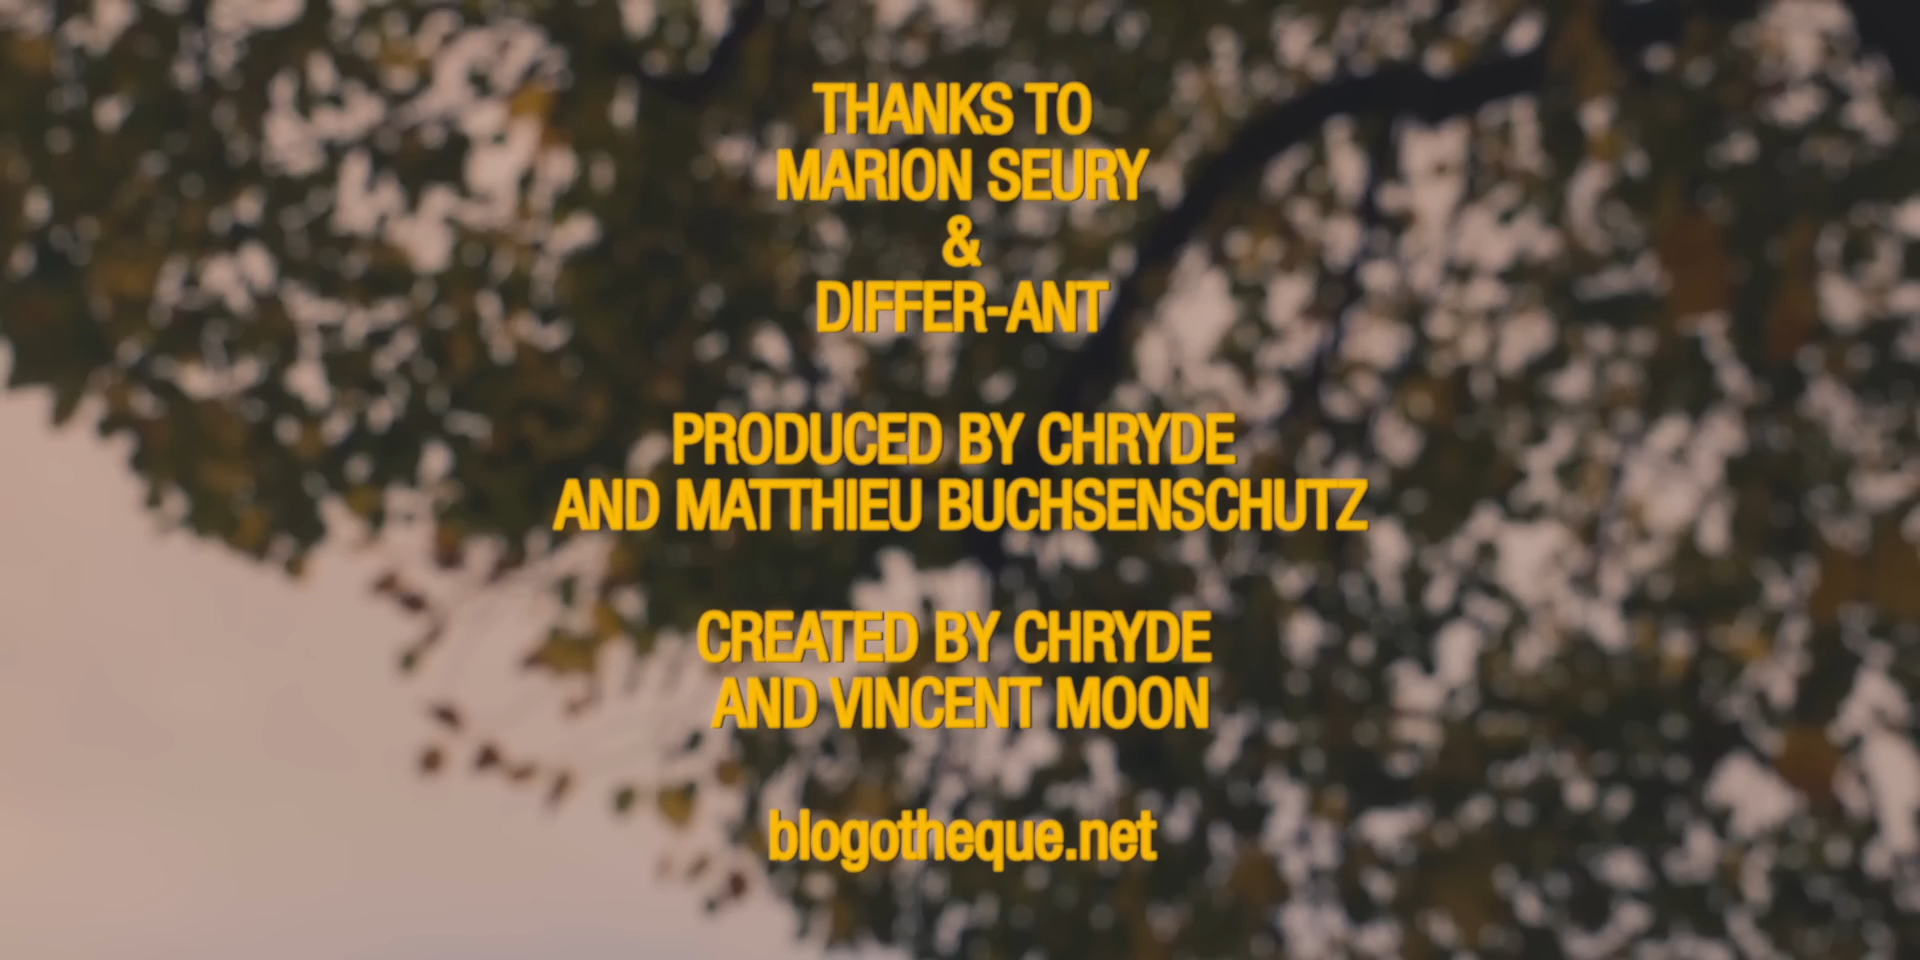 THANKS TO
MARION SEURY
&
DIFFER-ANT
PRODUCED BY CHRYDE
AND MATTHIEU BUCHSENSCHUTZ
CREATED BY CHRYDE
AND VINCENT MOON
blogotheque.net